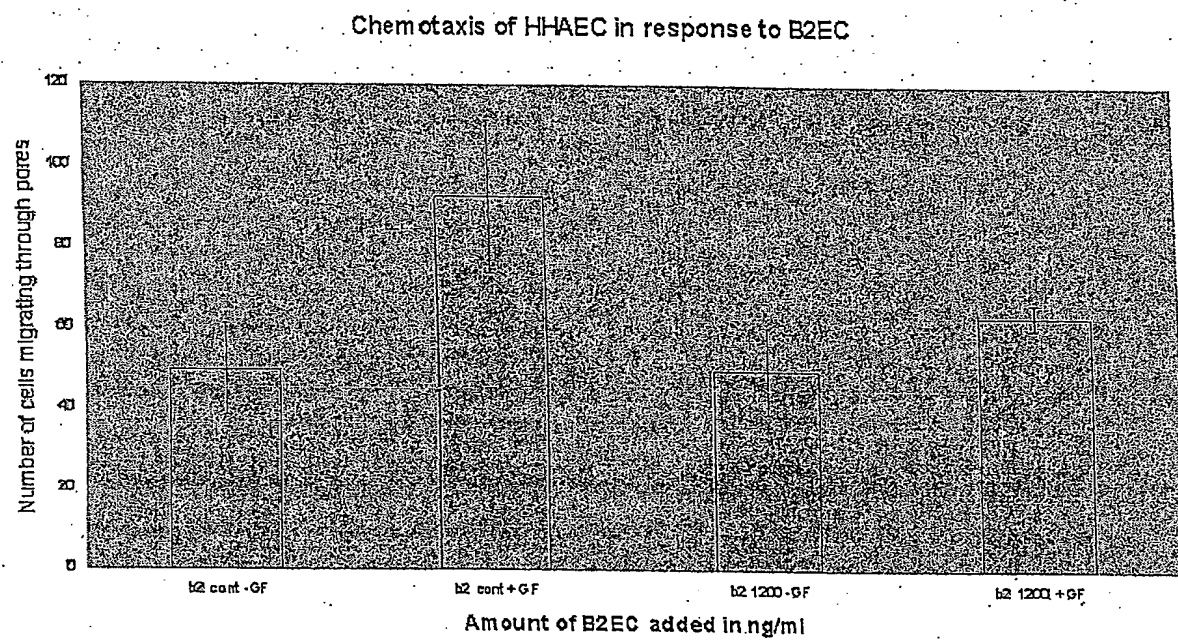 Chemotaxis of HHAEC in response to B2EC
Number of cells migrating through pores
120
100
80
60
40
20
0
b2 cont -GF
b2 cont + GF
b2 1200 -GF
b2 1200 + GF
Amount of B2EC added in ng/ml